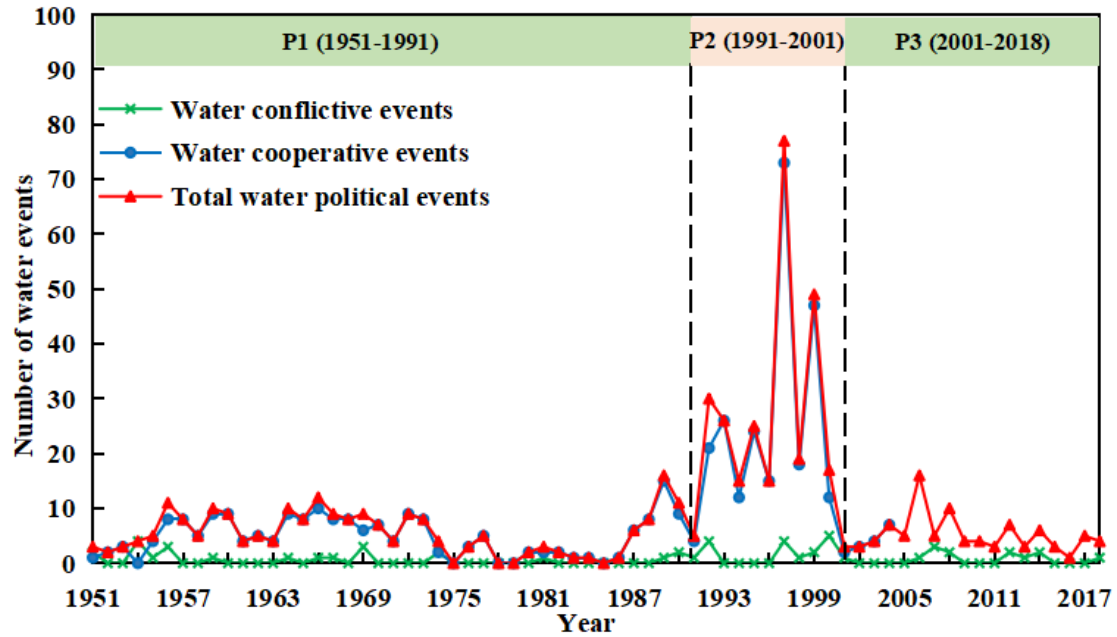 100
90
80
70
60
50
40
30
20
10
0
Number of water events
P1 (1951-1991)
P2 (1991-2001)
P3 (2001-2018)
Water conflictive events
Water cooperative events
Total water political events
1951
1957
1963
1969
1975
1981
1987
1993
1999
2005
2011
2017
Year